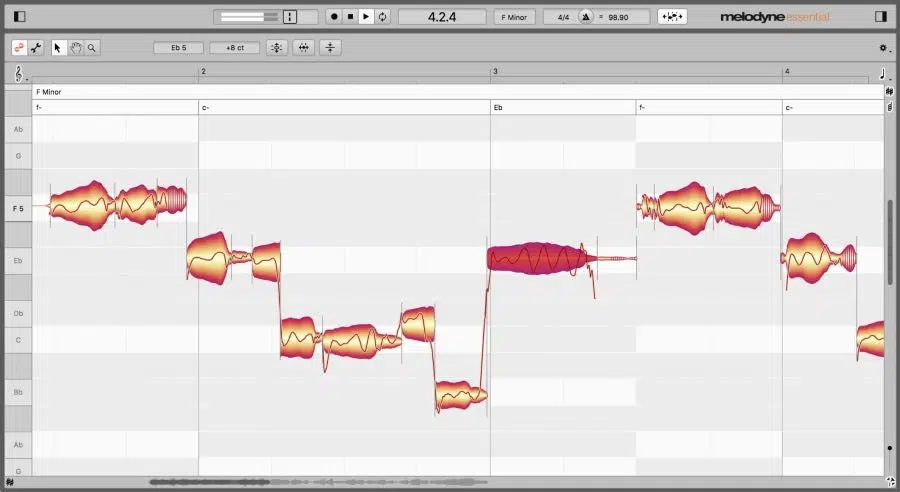 4.2.4 F Minor 4/4 = 98.90 melodyne essential
Eb 5 +8 ct
2 3 4
F Minor
f- c- Eb f- c-
Ab
G
F 5
Eb
Db
C
Bb
Ab
G